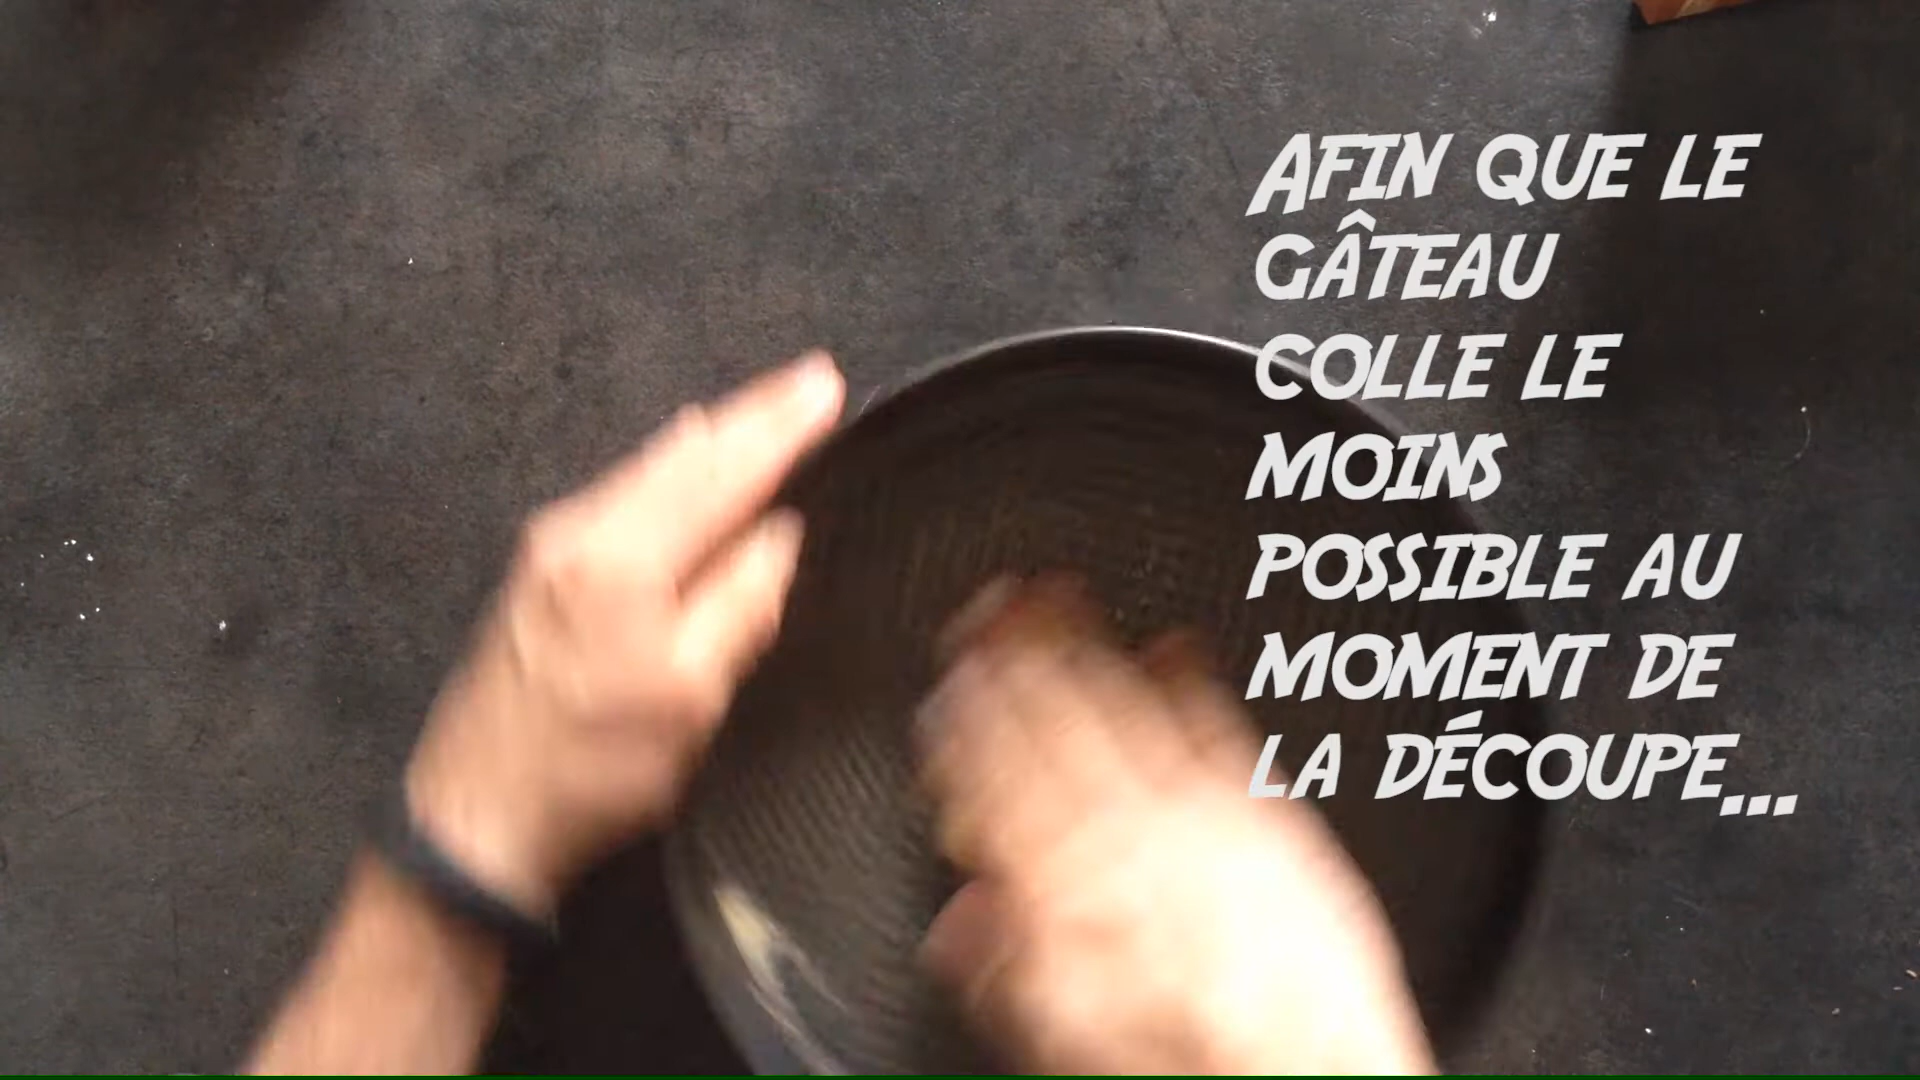 Afin que le
gâteau
colle le
moins
possible au
moment de
la découpe...